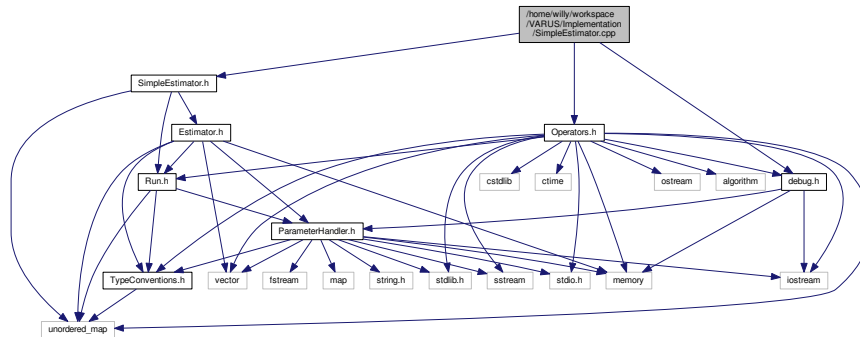 /home/willy/workspace
/VARUS/Implementation
/SimpleEstimator.cpp
SimpleEstimator.h
Estimator.h
Operators.h
Run.h
cstdlib
ctime
ostream
algorithm
debug.h
ParameterHandler.h
TypeConventions.h
vector
fstream
map
string.h
stdlib.h
sstream
stdio.h
memory
iostream
unordered_map